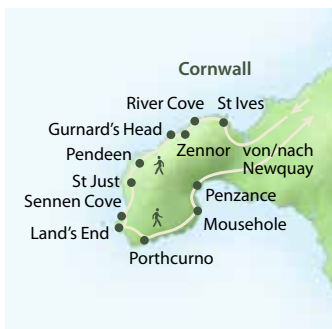 Cornwall
River Cove
St Ives
Gurnard's Head
Zennor
von/nach
Newquay
Pendeen
St Just
Penzance
Sennen Cove
Mousehole
Land's End
Porthcurno